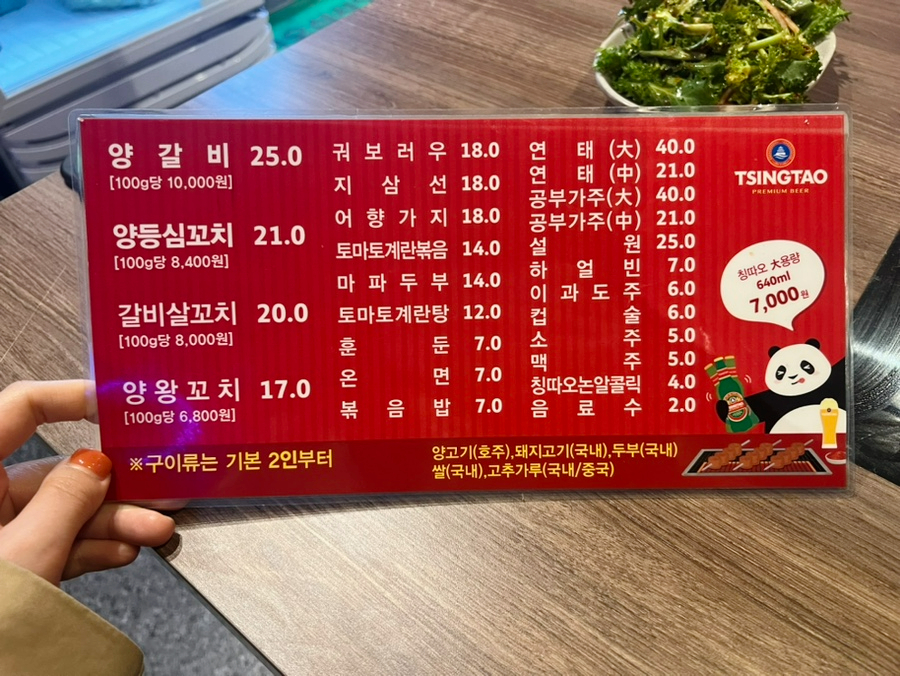 양갈비 25.0
[100g당 10,000원]
양등심꼬치 21.0
[100g당 8,400원]
갈비살꼬치 20.0
[100g당 8,000원]
양왕꼬치 17.0
[100g당 6,800원]
궈보러우 18.0
지삼선 18.0
어향가지 18.0
토마토계란볶음 14.0
마파두부 14.0
토마토계란탕 12.0
훈둔 7.0
온면 7.0
볶음밥 7.0
연태(大) 40.0
연태(中) 21.0
공부가주(大) 40.0
공부가주(中) 21.0
설원 25.0
하얼빈 7.0
이과도주 6.0
컵술 6.0
소주 5.0
맥주 5.0
칭따오논알콜릭 4.0
음료수 2.0
TSINGTAO
PREMIUM BEER
칭따오 大용량
640ml
7,000원
※구이류는 기본 2인부터
양고기(호주),돼지고기(국내),두부(국내)
쌀(국내),고추가루(국내/중국)